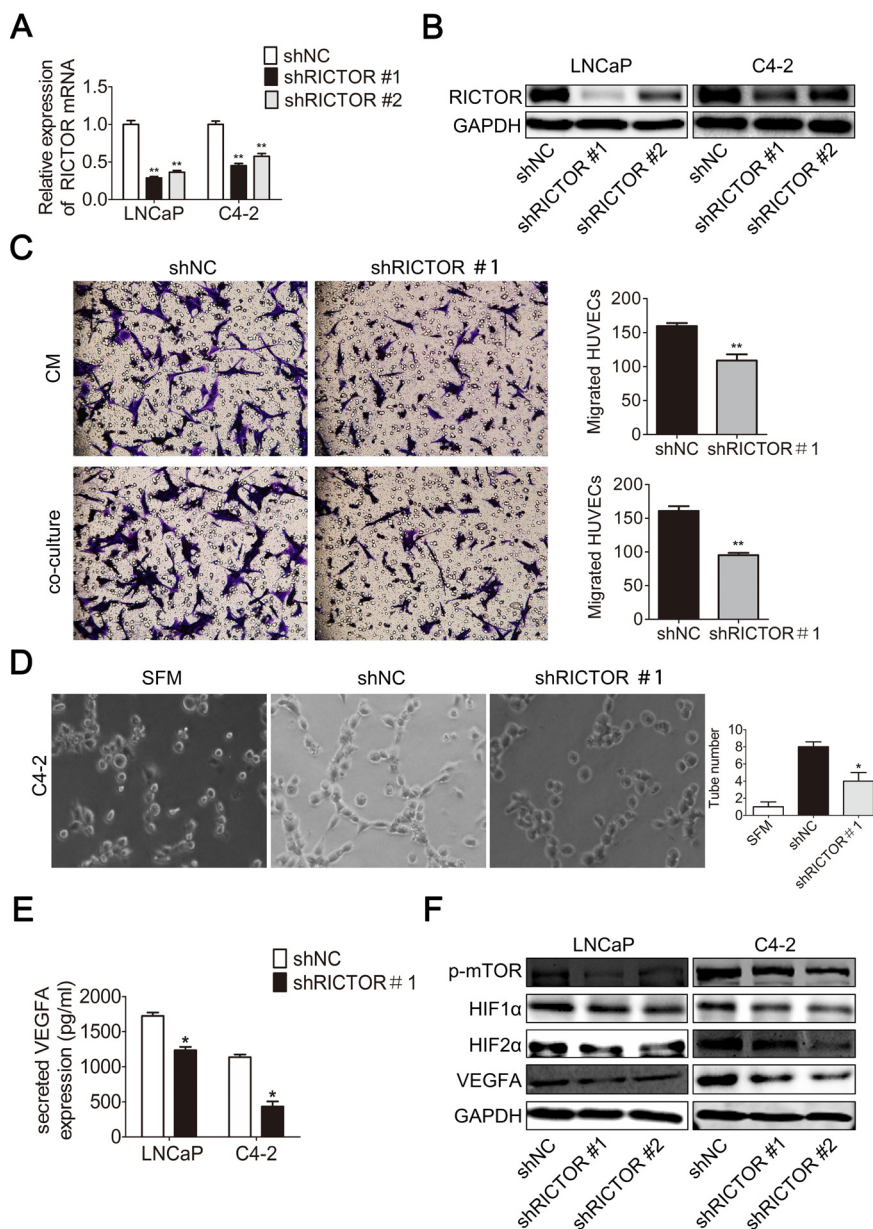 A
shNC
shRICTOR #1
shRICTOR #2
Relative expression
of RICTOR mRNA
1.5
1.0
0.5
0.0
**
**
**
**
LNCaP
C4-2
B
LNCaP
C4-2
RICTOR
GAPDH
shNC
shRICTOR #1
shRICTOR #2
shNC
shRICTOR #1
shRICTOR #2
C
shNC
shRICTOR #1
CM
co-culture
Migrated HUVECs
200
150
100
50
0
**
shNC
shRICTOR#1
Migrated HUVECs
200
150
100
50
0
**
shNC
shRICTOR#1
D
SFM
shNC
shRICTOR #1
C4-2
Tube number
10
8
6
4
2
0
*
SFM
shNC
shRICTOR#1
E
shNC
shRICTOR#1
secreted VEGFA
expression (pg/ml)
2000
1500
1000
500
0
*
*
LNCaP
C4-2
F
LNCaP
C4-2
p-mTOR
HIF1α
HIF2α
VEGFA
GAPDH
shNC
shRICTOR #1
shRICTOR #2
shNC
shRICTOR #1
shRICTOR #2